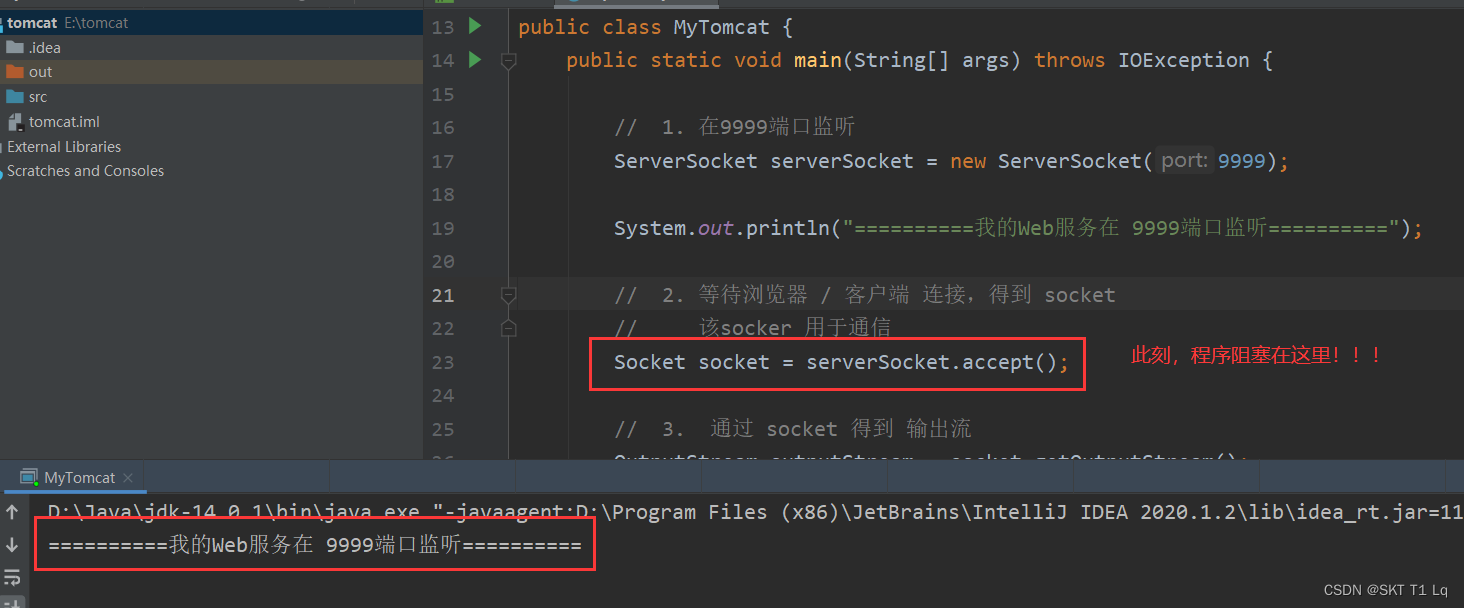 tomcat E:\tomcat
.idea
out
src
tomcat.iml
External Libraries
Scratches and Consoles
13 public class MyTomcat {
14 public static void main(String[] args) throws IOException {
15
16 // 1. 在9999端口监听
17 ServerSocket serverSocket = new ServerSocket( port: 9999);
18
19 System.out.println("==========我的Web服务在 9999端口监听==========");
20
21 // 2. 等待浏览器 / 客户端 连接，得到 socket
22 // 该socker 用于通信
23 Socket socket = serverSocket.accept();
此刻，程序阻塞在这里！！！
24
25 // 3. 通过 socket 得到 输出流
26 OutputStream outputStream = socket.getOutputStream();
MyTomcat
D:\Java\jdk-14.0.1\bin\java.exe "-javaagent:D:\Program Files (x86)\JetBrains\IntelliJ IDEA 2020.1.2\lib\idea_rt.jar=11
==========我的Web服务在 9999端口监听==========
CSDN @SKT T1 Lq